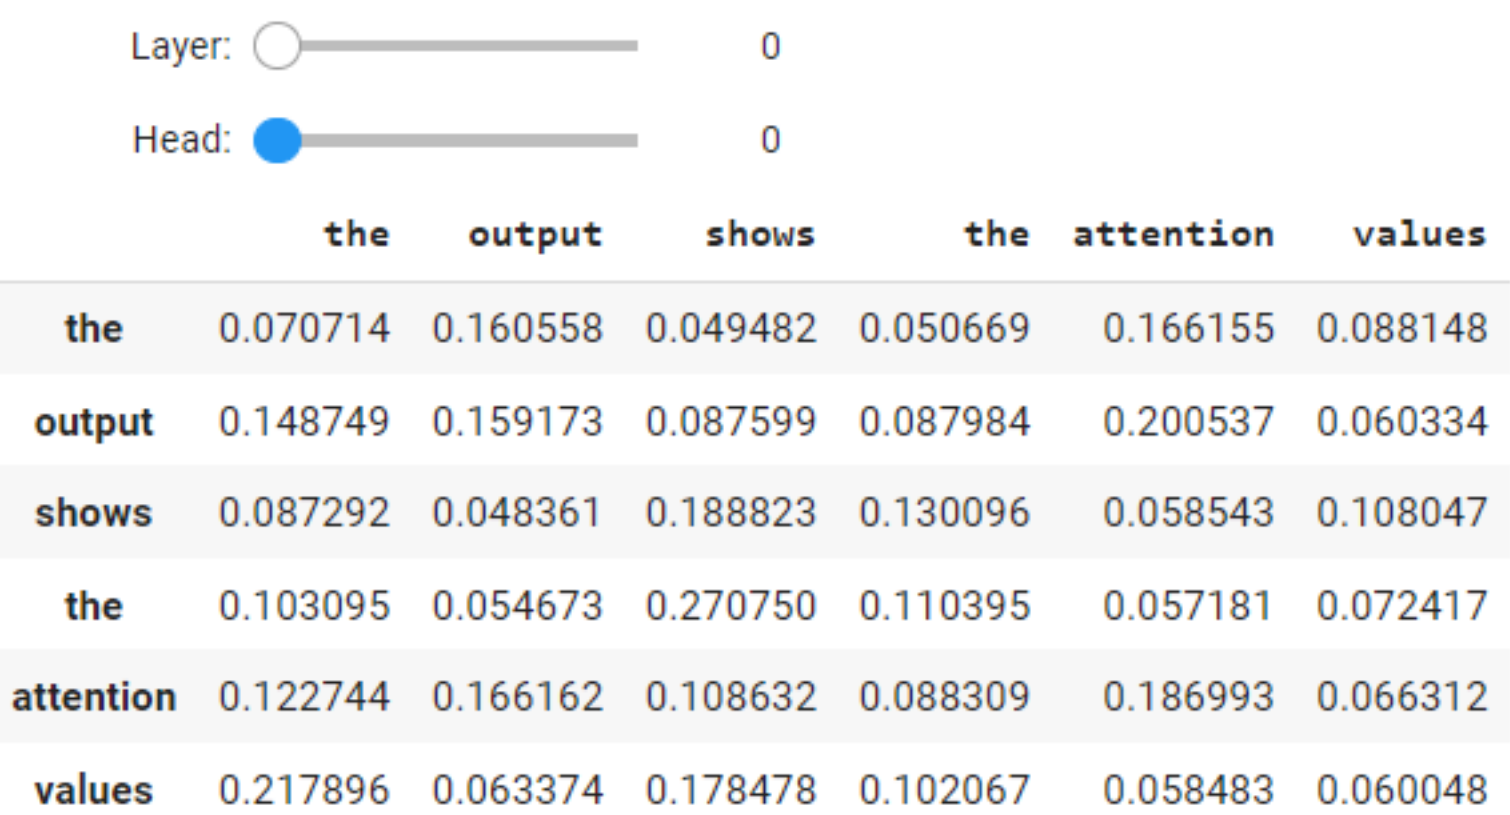 Layer: 0
Head: 0
the output shows the attention values
the 0.070714 0.160558 0.049482 0.050669 0.166155 0.088148
output 0.148749 0.159173 0.087599 0.087984 0.200537 0.060334
shows 0.087292 0.048361 0.188823 0.130096 0.058543 0.108047
the 0.103095 0.054673 0.270750 0.110395 0.057181 0.072417
attention 0.122744 0.166162 0.108632 0.088309 0.186993 0.066312
values 0.217896 0.063374 0.178478 0.102067 0.058483 0.060048